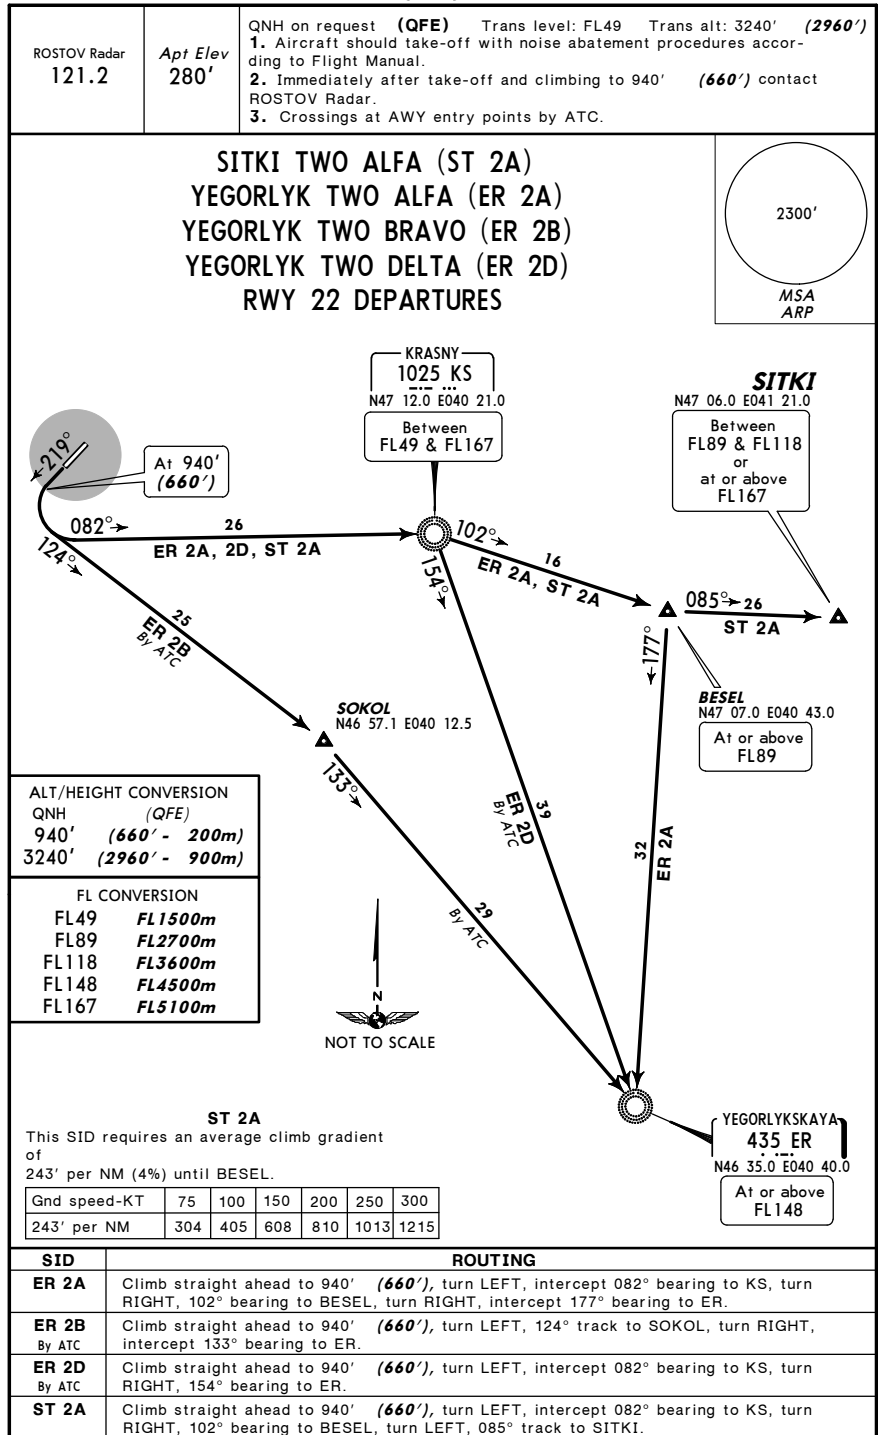 ROSTOV Radar
121.2
Apt Elev
280'
QNH on request (QFE) Trans level: FL49 Trans alt: 3240' (2960')
1. Aircraft should take-off with noise abatement procedures accor-
ding to Flight Manual.
2. Immediately after take-off and climbing to 940' (660') contact
ROSTOV Radar.
3. Crossings at AWY entry points by ATC.
SITKI TWO ALFA (ST 2A)
YEGORLYK TWO ALFA (ER 2A)
YEGORLYK TWO BRAVO (ER 2B)
YEGORLYK TWO DELTA (ER 2D)
RWY 22 DEPARTURES
2300'
MSA
ARP
KRASNY
1025 KS
N47 12.0 E040 21.0
Between
FL49 & FL167
SITKI
N47 06.0 E041 21.0
Between
FL89 & FL118
or
at or above
FL167
219°
At 940'
(660')
082°
26
ER 2A, 2D, ST 2A
124°
25
ER 2B
By ATC
102°
16
ER 2A, ST 2A
154°
085°
26
ST 2A
177°
BESEL
N47 07.0 E040 43.0
At or above
FL89
SOKOL
N46 57.1 E040 12.5
133°
39
ER 2D
By ATC
32
ER 2A
29
By ATC
ALT/HEIGHT CONVERSION
QNH (QFE)
940' (660' - 200m)
3240' (2960' - 900m)
FL CONVERSION
FL49 FL1500m
FL89 FL2700m
FL118 FL3600m
FL148 FL4500m
FL167 FL5100m
N
NOT TO SCALE
YEGORLYKSKAYA
435 ER
N46 35.0 E040 40.0
At or above
FL148
ST 2A
This SID requires an average climb gradient
of
243' per NM (4%) until BESEL.
Gnd speed-KT 75 100 150 200 250 300
243' per NM 304 405 608 810 1013 1215
SID ROUTING
ER 2A Climb straight ahead to 940' (660'), turn LEFT, intercept 082° bearing to KS, turn
RIGHT, 102° bearing to BESEL, turn RIGHT, intercept 177° bearing to ER.
ER 2B Climb straight ahead to 940' (660'), turn LEFT, 124° track to SOKOL, turn RIGHT,
By ATC intercept 133° bearing to ER.
ER 2D Climb straight ahead to 940' (660'), turn LEFT, intercept 082° bearing to KS, turn
By ATC RIGHT, 154° bearing to ER.
ST 2A Climb straight ahead to 940' (660'), turn LEFT, intercept 082° bearing to KS, turn
RIGHT, 102° bearing to BESEL, turn LEFT, 085° track to SITKI.